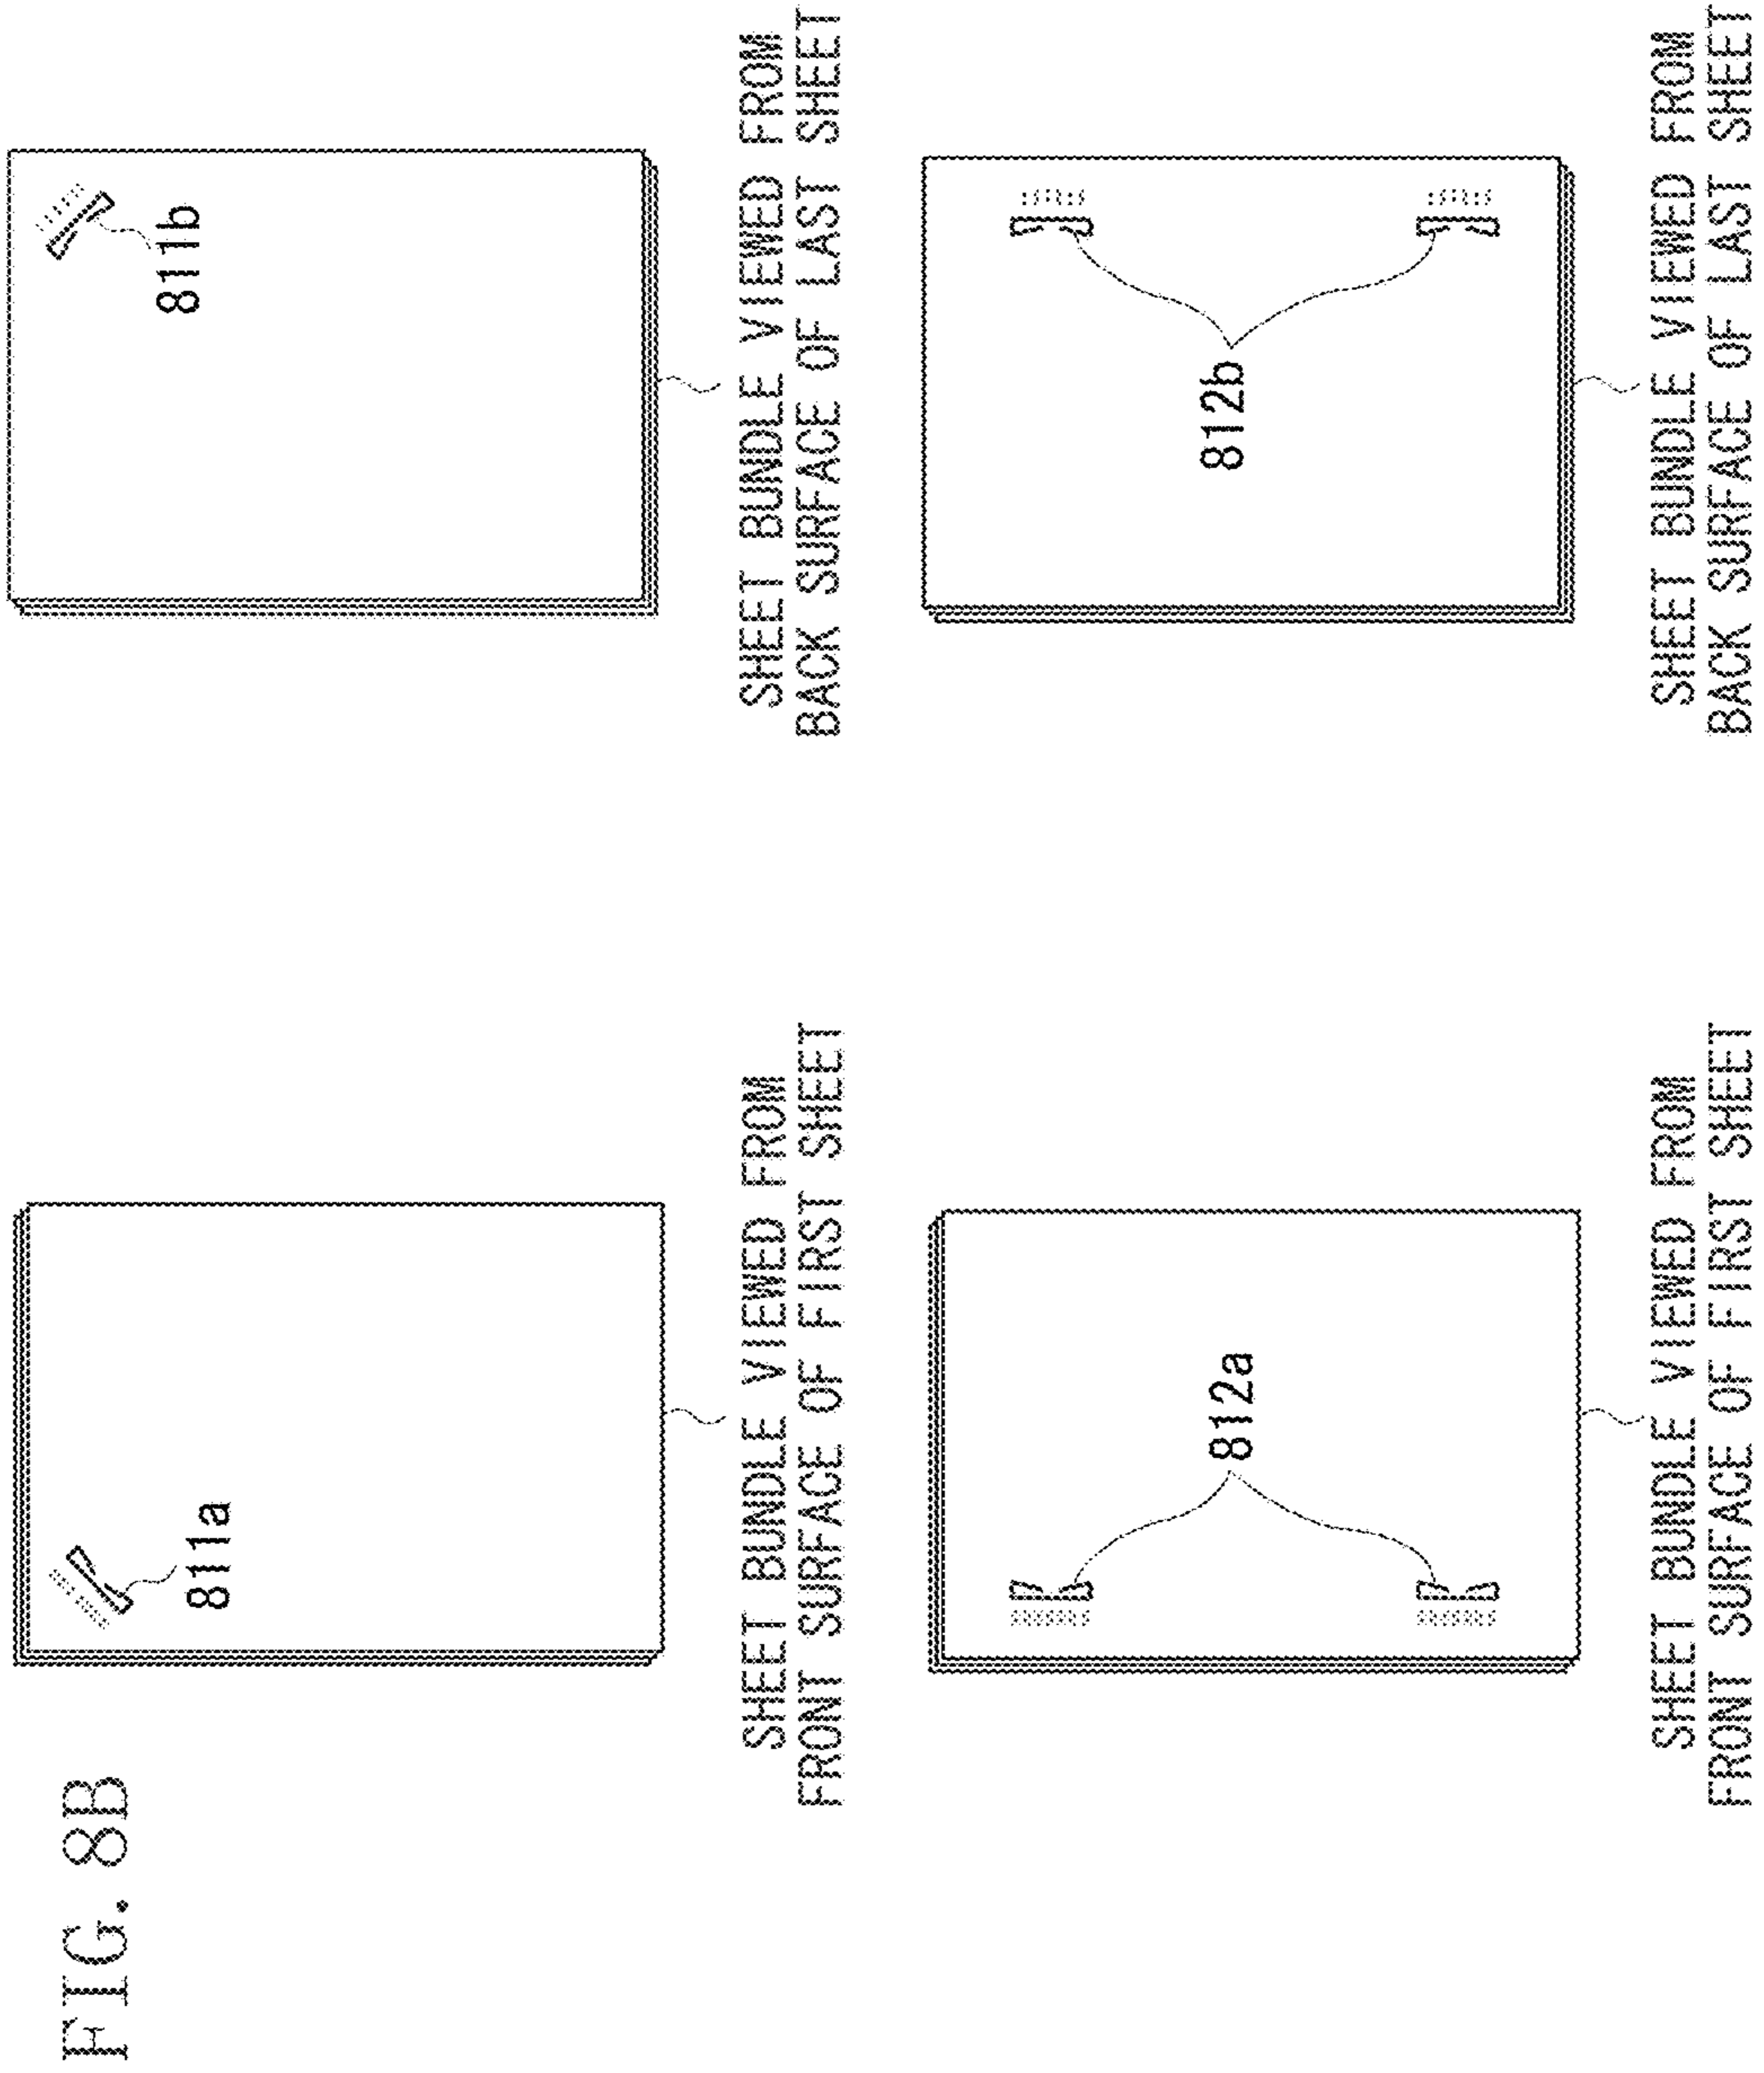 FIG. 8B
811a
SHEET BUNDLE VIEWED FROM
FRONT SURFACE OF FIRST SHEET
811b
SHEET BUNDLE VIEWED FROM
BACK SURFACE OF LAST SHEET
812a
SHEET BUNDLE VIEWED FROM
FRONT SURFACE OF FIRST SHEET
812b
SHEET BUNDLE VIEWED FROM
BACK SURFACE OF LAST SHEET